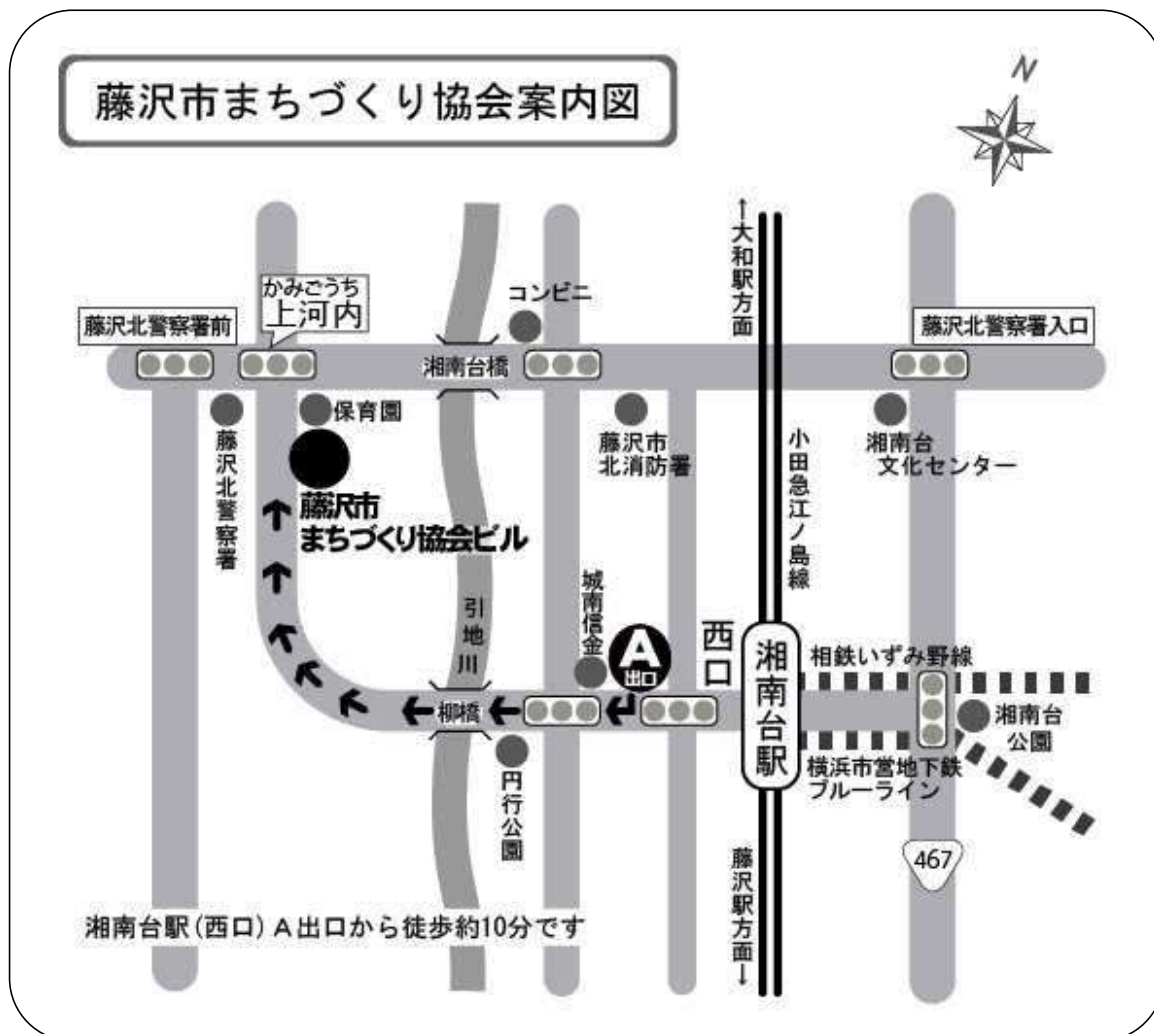 藤沢市まちづくり協会案内図
N
←大和駅方面
かみごうち
上河内
コンビニ
藤沢北警察署前
藤沢北警察署入口
湘南台橋
保育園
藤沢北警察署
藤沢市
北消防署
湘南台
文化センター
小田急江ノ島線
藤沢市
まちづくり協会ビル
引地川
城南信金
A
出口
西口
湘南台駅
相鉄いずみ野線
柳橋
湘南台
公園
円行公園
横浜市営地下鉄
ブルーライン
467
藤沢駅方面→
湘南台駅(西口)A出口から徒歩約10分です